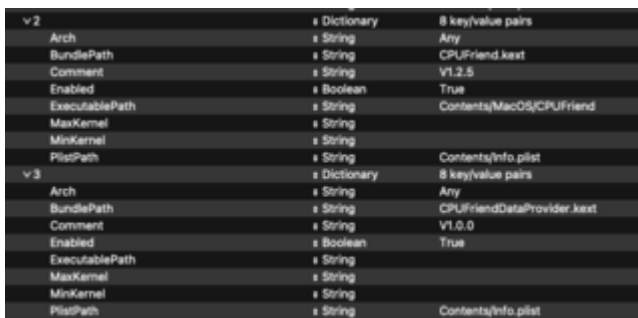 2 Dictionary 8 key/value pairs
Arch String Any
BundlePath String CPUFriend.kext
Comment String V1.2.5
Enabled Boolean True
ExecutablePath String Contents/MacOS/CPUFriend
MaxKernel String
MinKernel String
PlistPath String Contents/Info.plist
3 Dictionary 8 key/value pairs
Arch String Any
BundlePath String CPUFriendDataProvider.kext
Comment String V1.0.0
Enabled Boolean True
ExecutablePath String
MaxKernel String
MinKernel String
PlistPath String Contents/Info.plist